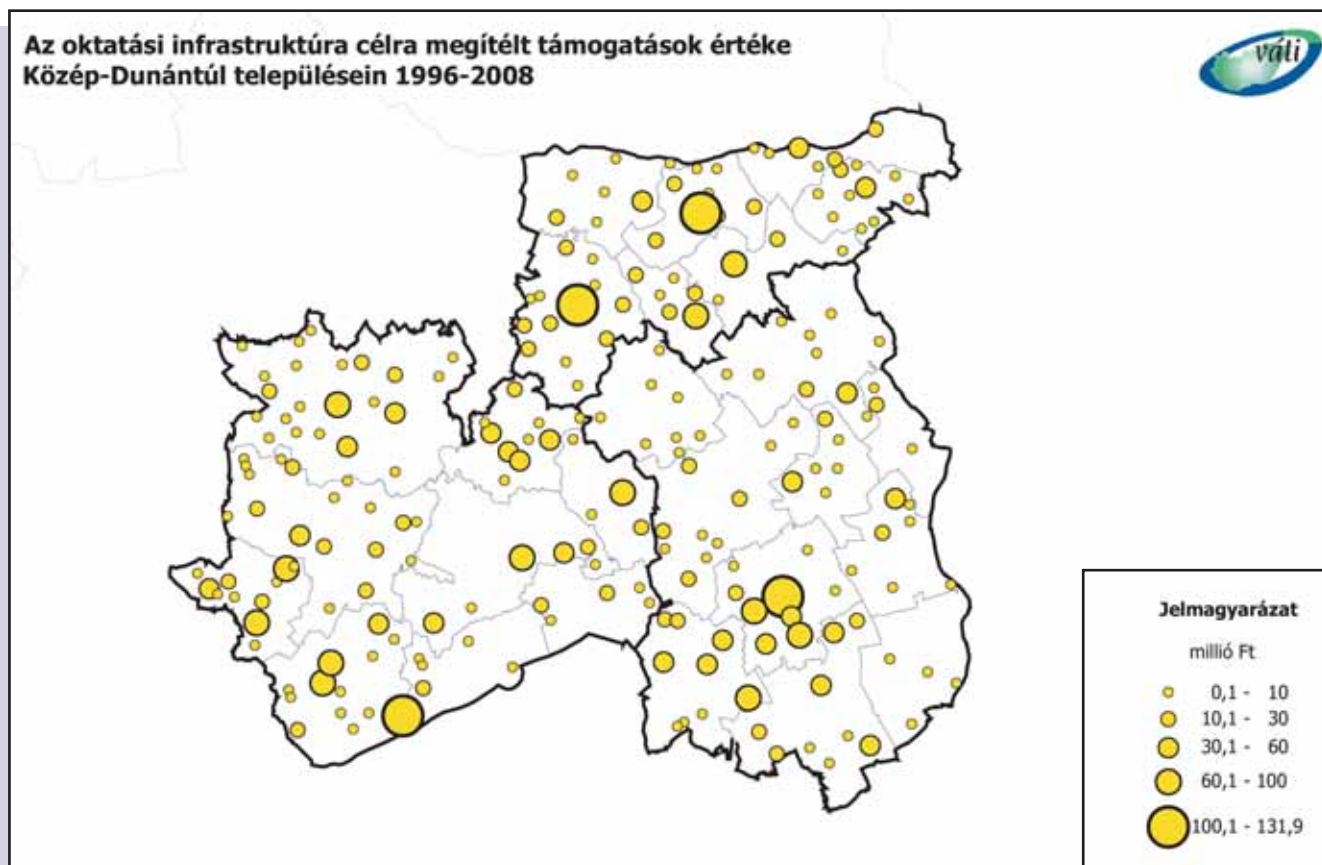 Az oktatási infrastruktúra célra megítélt támogatások értéke
Közép-Dunántúl településein 1996-2008
váti
Jelmagyarázat
millió Ft
0,1 - 10
10,1 - 30
30,1 - 60
60,1 - 100
100,1 - 131,9